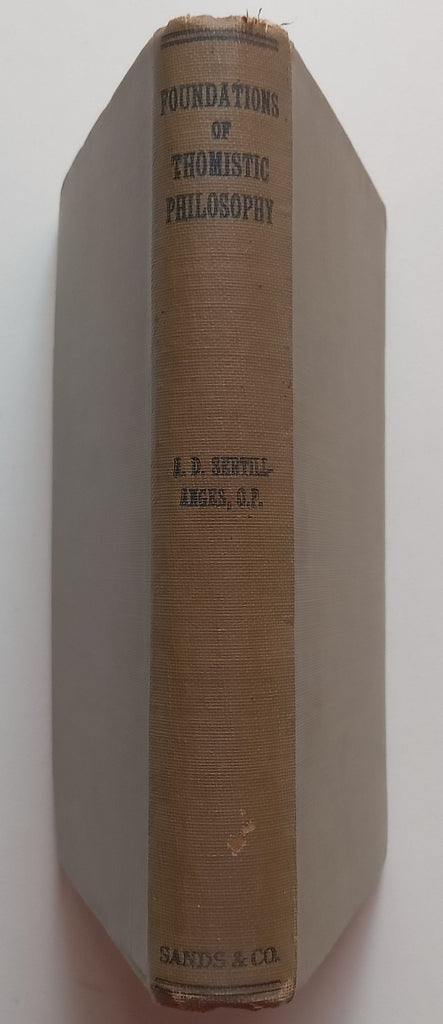 FOUNDATIONS
OF
THOMISTIC
PHILOSOPHY
A. D. SERTILL-
ANGES, O.P.
SANDS & CO.